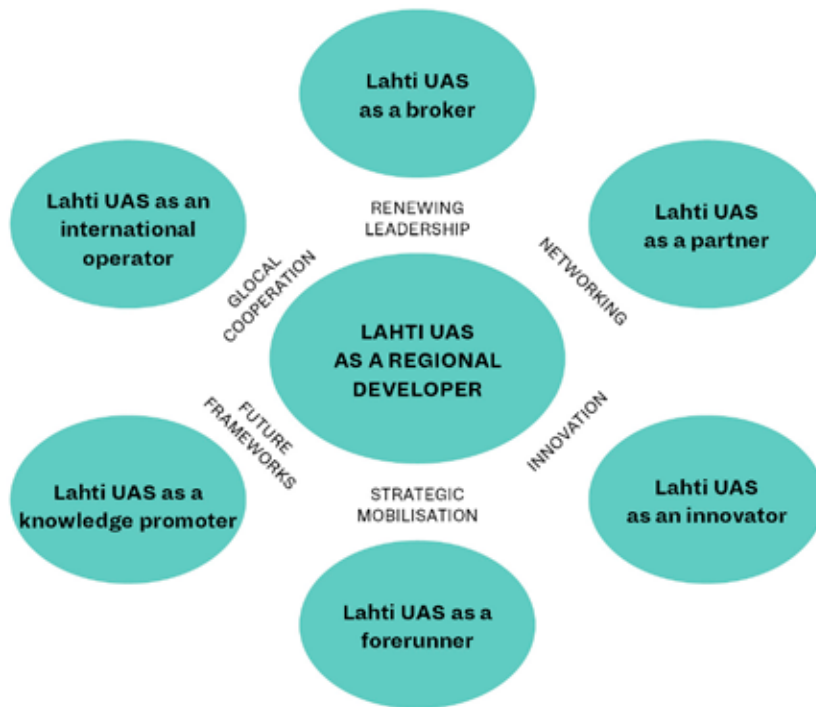 Lahti UAS
as a broker
Lahti UAS as an
international
operator
RENEWING
LEADERSHIP
Lahti UAS
as a partner
GLOCAL
COOPERATION
NETWORKING
LAHTI UAS
AS A REGIONAL
DEVELOPER
FUTURE
FRAMEWORKS
INNOVATION
Lahti UAS as a
knowledge promoter
STRATEGIC
MOBILISATION
Lahti UAS
as an innovator
Lahti UAS as a
forerunner